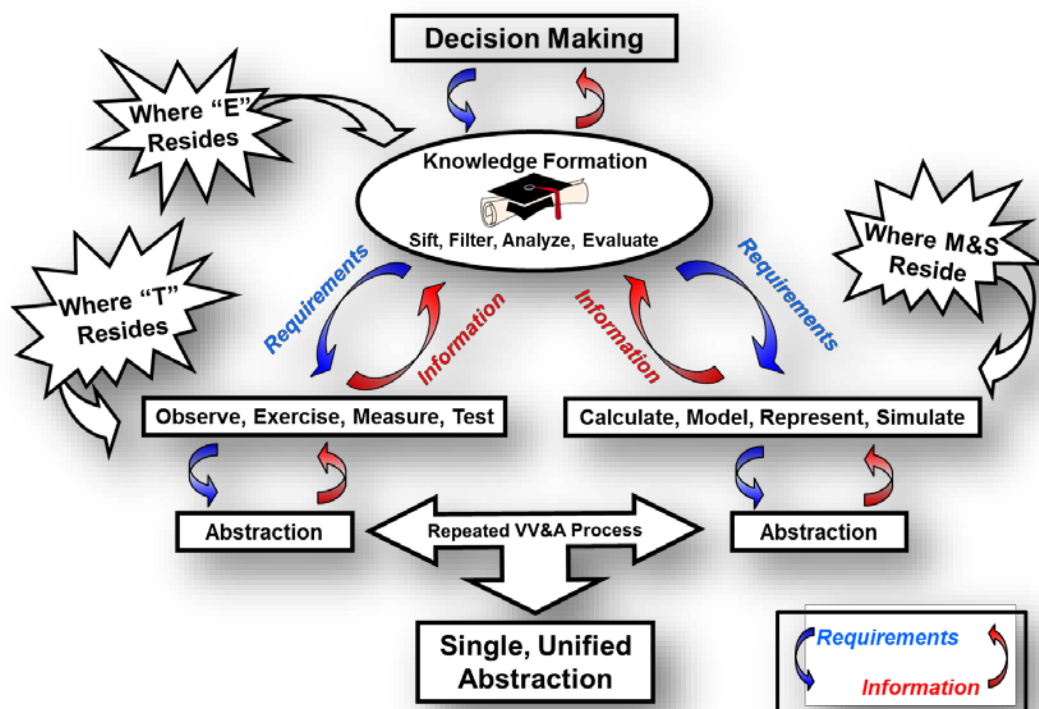 Decision Making
Where “E”
Resides
Knowledge Formation
Sift, Filter, Analyze, Evaluate
Where M&S
Reside
Where “T”
Resides
Requirements
Information
Information
Requirements
Observe, Exercise, Measure, Test
Calculate, Model, Represent, Simulate
Abstraction
Repeated VV&A Process
Abstraction
Single, Unified
Abstraction
Requirements
Information